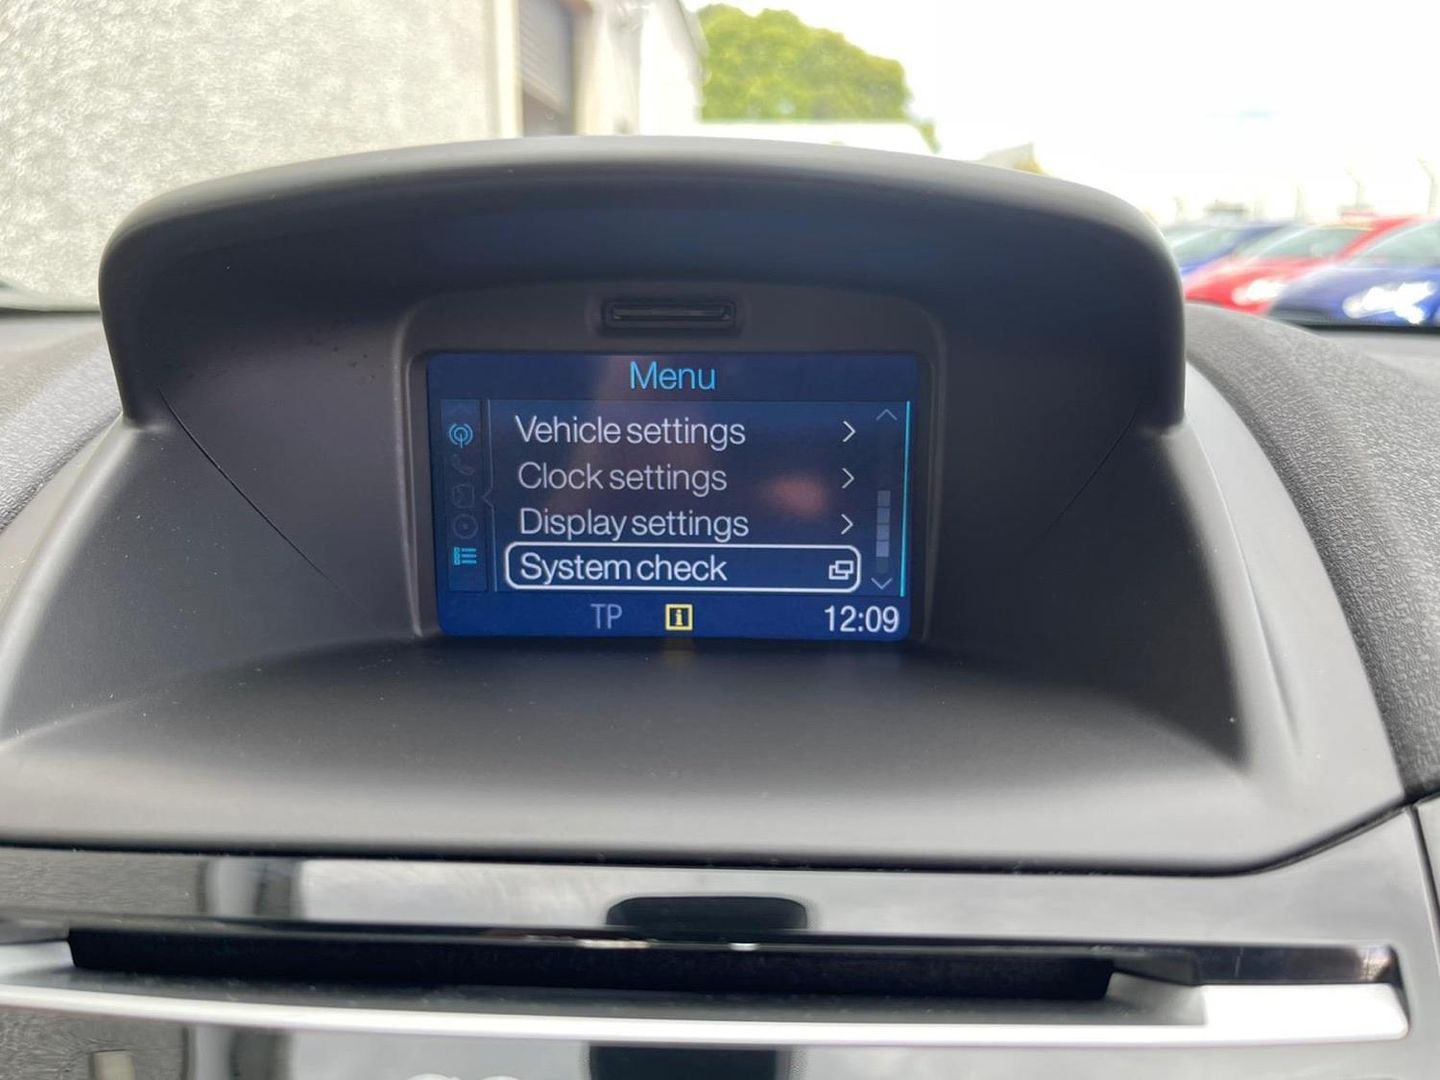 Menu
Vehicle settings
Clock settings
Display settings
System check
TP i 12:09